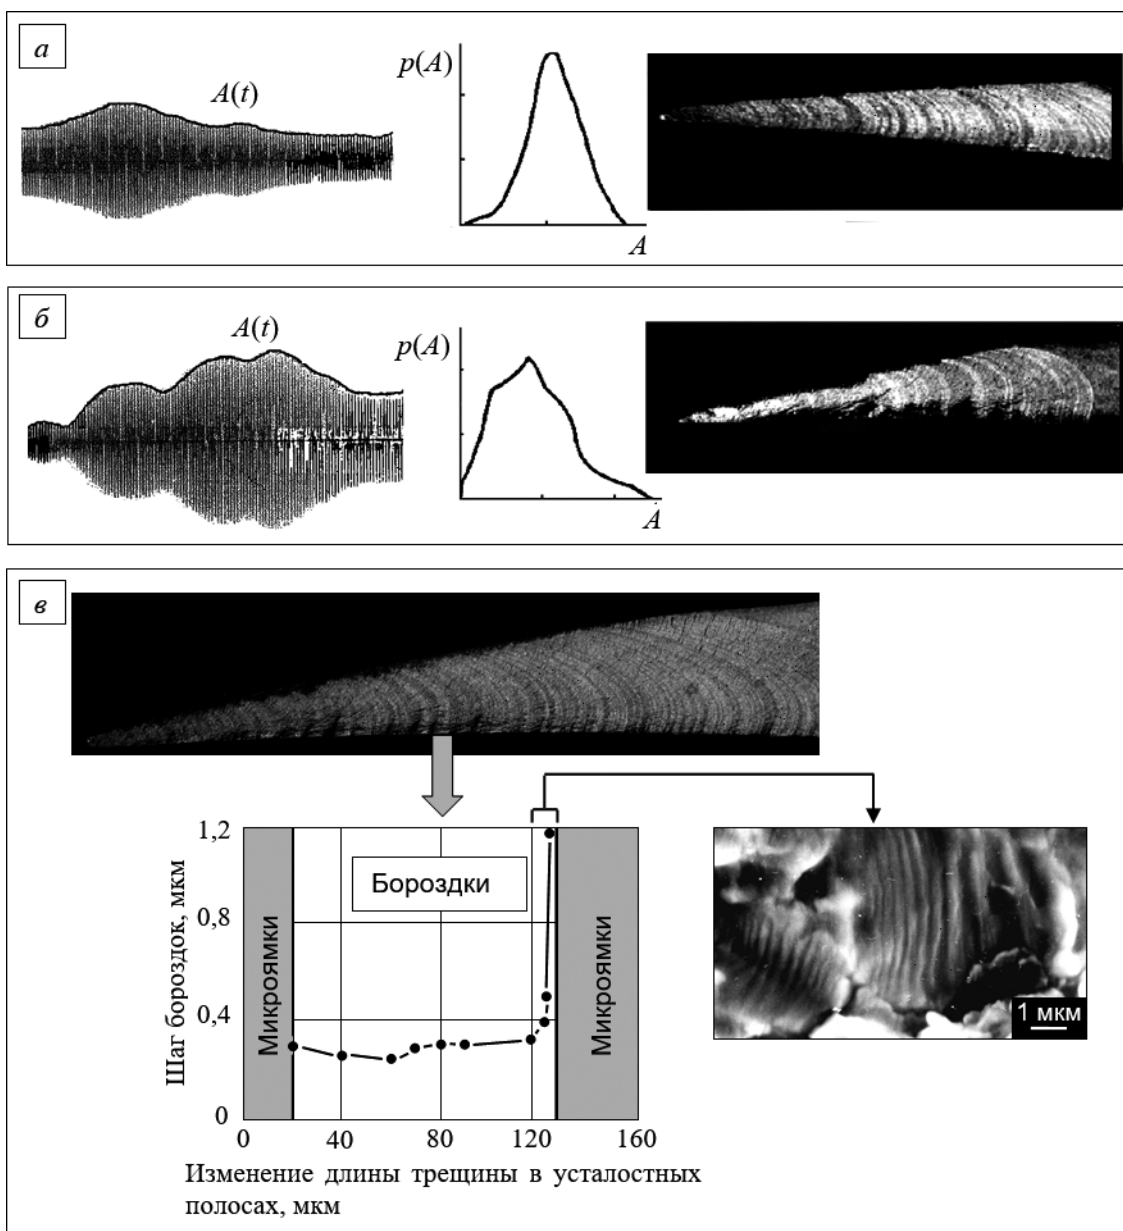 а
A(t)
p(A)
A
б
A(t)
p(A)
A
в
Шаг бороздок, мкм
1,2
0,8
0,4
0
Микроямки
Бороздки
Микроямки
0 40 80 120 160
Изменение длины трещины в усталостных
полосах, мкм
1 мкм